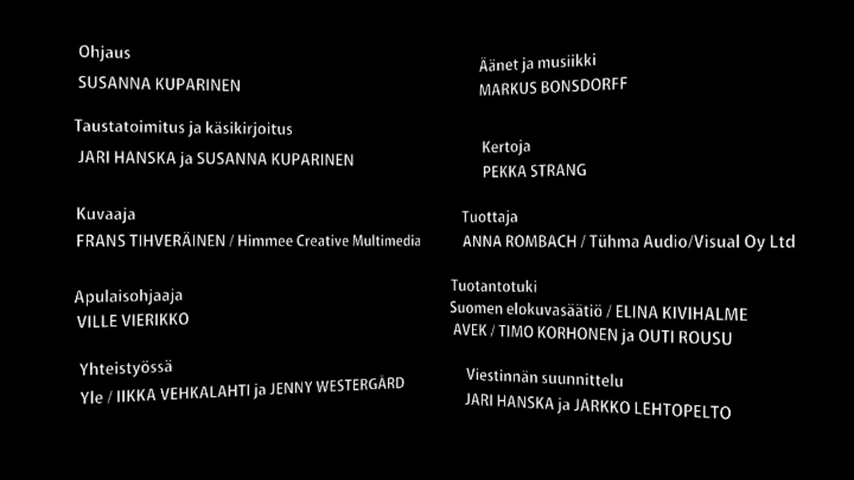 Ohjaus
SUSANNA KUPARINEN
Taustatoimitus ja käsikirjoitus
JARI HANSKA ja SUSANNA KUPARINEN
Kuvaaja
FRANS TIHVERÄINEN / Himmee Creative Multimedia
Apulaisohjaaja
VILLE VIERIKKO
Yhteistyössä
Yle / IIKKA VEHKALAHTI ja JENNY WESTERGÅRD
Äänet ja musiikki
MARKUS BONSDORFF
Kertoja
PEKKA STRANG
Tuottaja
ANNA ROMBACH / Tühma Audio/Visual Oy Ltd
Tuotantotuki
Suomen elokuvasäätiö / ELINA KIVIHALME
AVEK / TIMO KORHONEN ja OUTI ROUSU
Viestinnän suunnittelu
JARI HANSKA ja JARKKO LEHTOPELTO